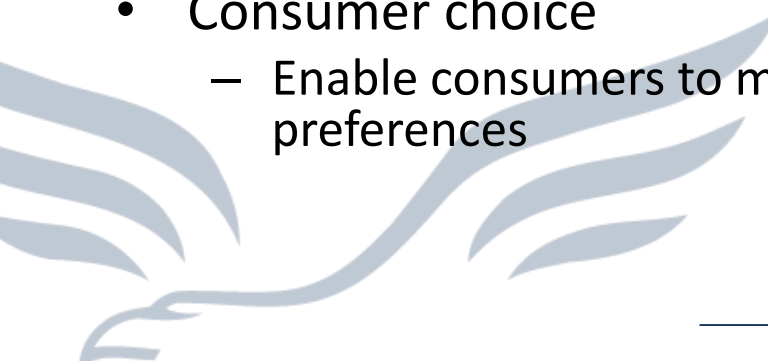 • Consumer choice
– Enable consumers to m
preferences